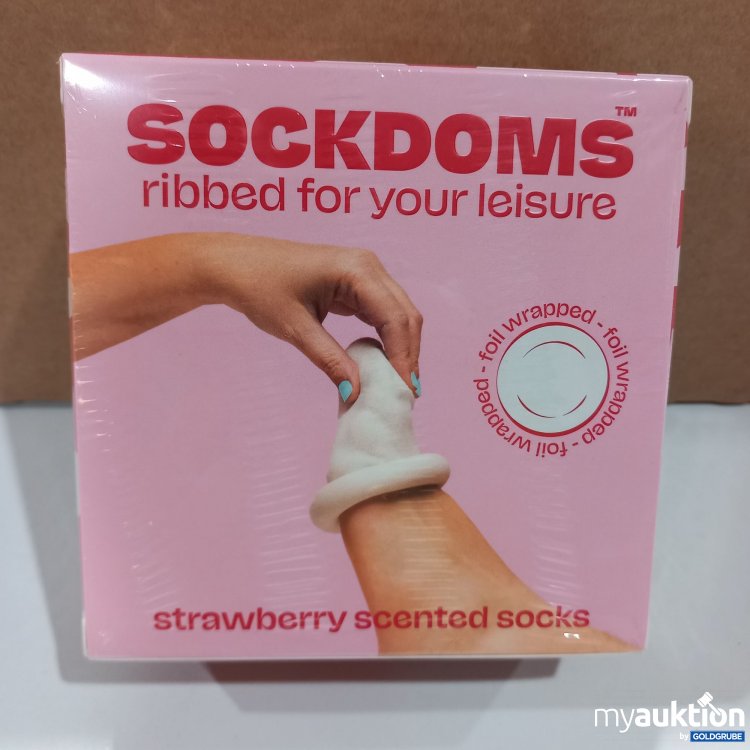 SOCKDOMS™
ribbed for your leisure
foil wrapped - foil wrapped - foil wrapped -
strawberry scented socks
myauktion
by GOLDGRUBE